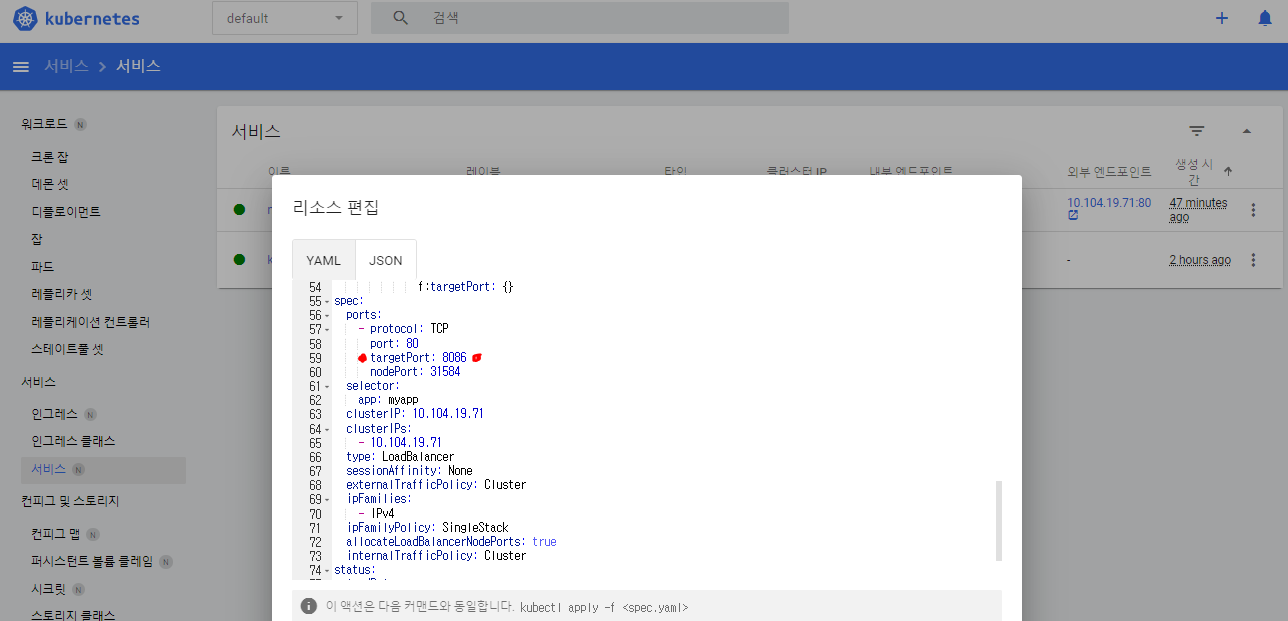 kubernetes
default
검색
서비스 > 서비스
워크로드 N
크론 잡
데몬 셋
디플로이먼트
잡
파드
레플리카 셋
레플리케이션 컨트롤러
스테이트풀 셋
서비스
인그레스 N
인그레스 클래스
서비스 N
컨피그 및 스토리지
컨피그 맵 N
퍼시스턴트 볼륨 클레임 N
시크릿 N
스토리지 클래스
서비스
이름 레이블 타입 클러스터 IP 내부 엔드포인트 외부 엔드포인트 생성 시
간
10.104.19.71:80 47 minutes
ago
- 2 hours ago
리소스 편집
YAML JSON
54 f:targetPort: {}
55 spec:
56 ports:
57 - protocol: TCP
58 port: 80
59 targetPort: 8086
60 nodePort: 31584
61 selector:
62 app: myapp
63 clusterIP: 10.104.19.71
64 clusterIPs:
65 - 10.104.19.71
66 type: LoadBalancer
67 sessionAffinity: None
68 externalTrafficPolicy: Cluster
69 ipFamilies:
70 - IPv4
71 ipFamilyPolicy: SingleStack
72 allocateLoadBalancerNodePorts: true
73 internalTrafficPolicy: Cluster
74 status:
이 액션은 다음 커맨드와 동일합니다. kubectl apply -f <spec.yaml>